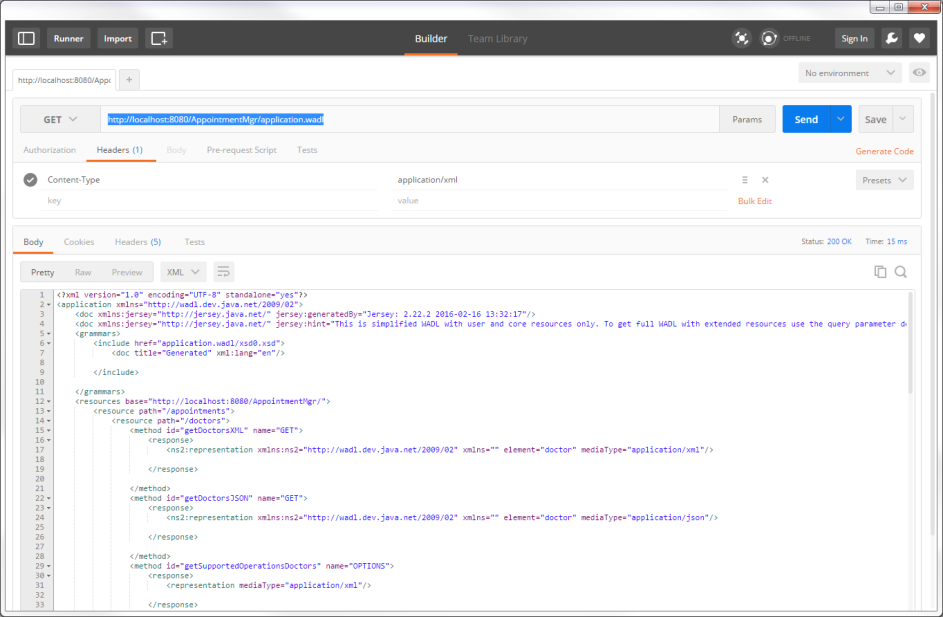 Runner Import Builder Team Library OFFLINE Sign In
http://localhost:8080/Appc + No environment
GET http://localhost:8080/AppointmentMgr/application.wadl Params Send Save
Authorization Headers (1) Body Pre-request Script Tests Generate Code
Content-Type application/xml Presets
key value Bulk Edit
Body Cookies Headers (5) Tests Status: 200 OK Time: 15 ms
Pretty Raw Preview XML
1 <?xml version="1.0" encoding="UTF-8" standalone="yes"?>
2 <application xmlns="http://wadl.dev.java.net/2009/02">
3 <doc xmlns:jersey="http://jersey.java.net/" jersey:generatedBy="Jersey: 2.22.2 2016-02-16 13:32:17"/>
4 <doc xmlns:jersey="http://jersey.java.net/" jersey:hint="This is simplified WADL with user and core resources only. To get full WADL with extended resources use the query parameter de
5 <grammars>
6 <include href="application.wadl/xsd0.xsd">
7 <doc title="Generated" xml:lang="en"/>
8
9 </include>
10
11 </grammars>
12 <resources base="http://localhost:8080/AppointmentMgr/">
13 <resource path="/appointments">
14 <resource path="/doctors">
15 <method id="getDoctorsXML" name="GET">
16 <response>
17 <ns2:representation xmlns:ns2="http://wadl.dev.java.net/2009/02" xmlns="" element="doctor" mediaType="application/xml"/>
18
19 </response>
20
21 </method>
22 <method id="getDoctorsJSON" name="GET">
23 <response>
24 <ns2:representation xmlns:ns2="http://wadl.dev.java.net/2009/02" xmlns="" element="doctor" mediaType="application/json"/>
25
26 </response>
27
28 </method>
29 <method id="getSupportedOperationsDoctors" name="OPTIONS">
30 <response>
31 <representation mediaType="application/xml"/>
32
33 </response>